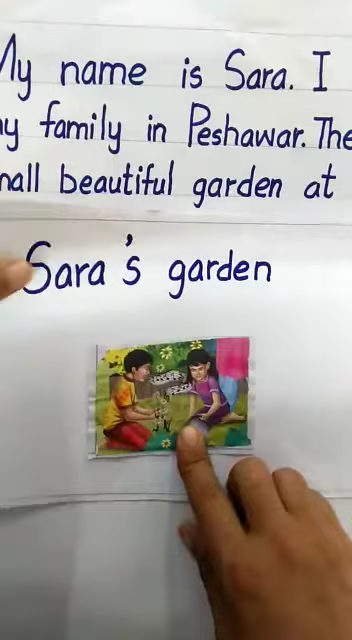 My name is Sara. I
my family in Peshawar. The
small beautiful garden at
Sara's garden